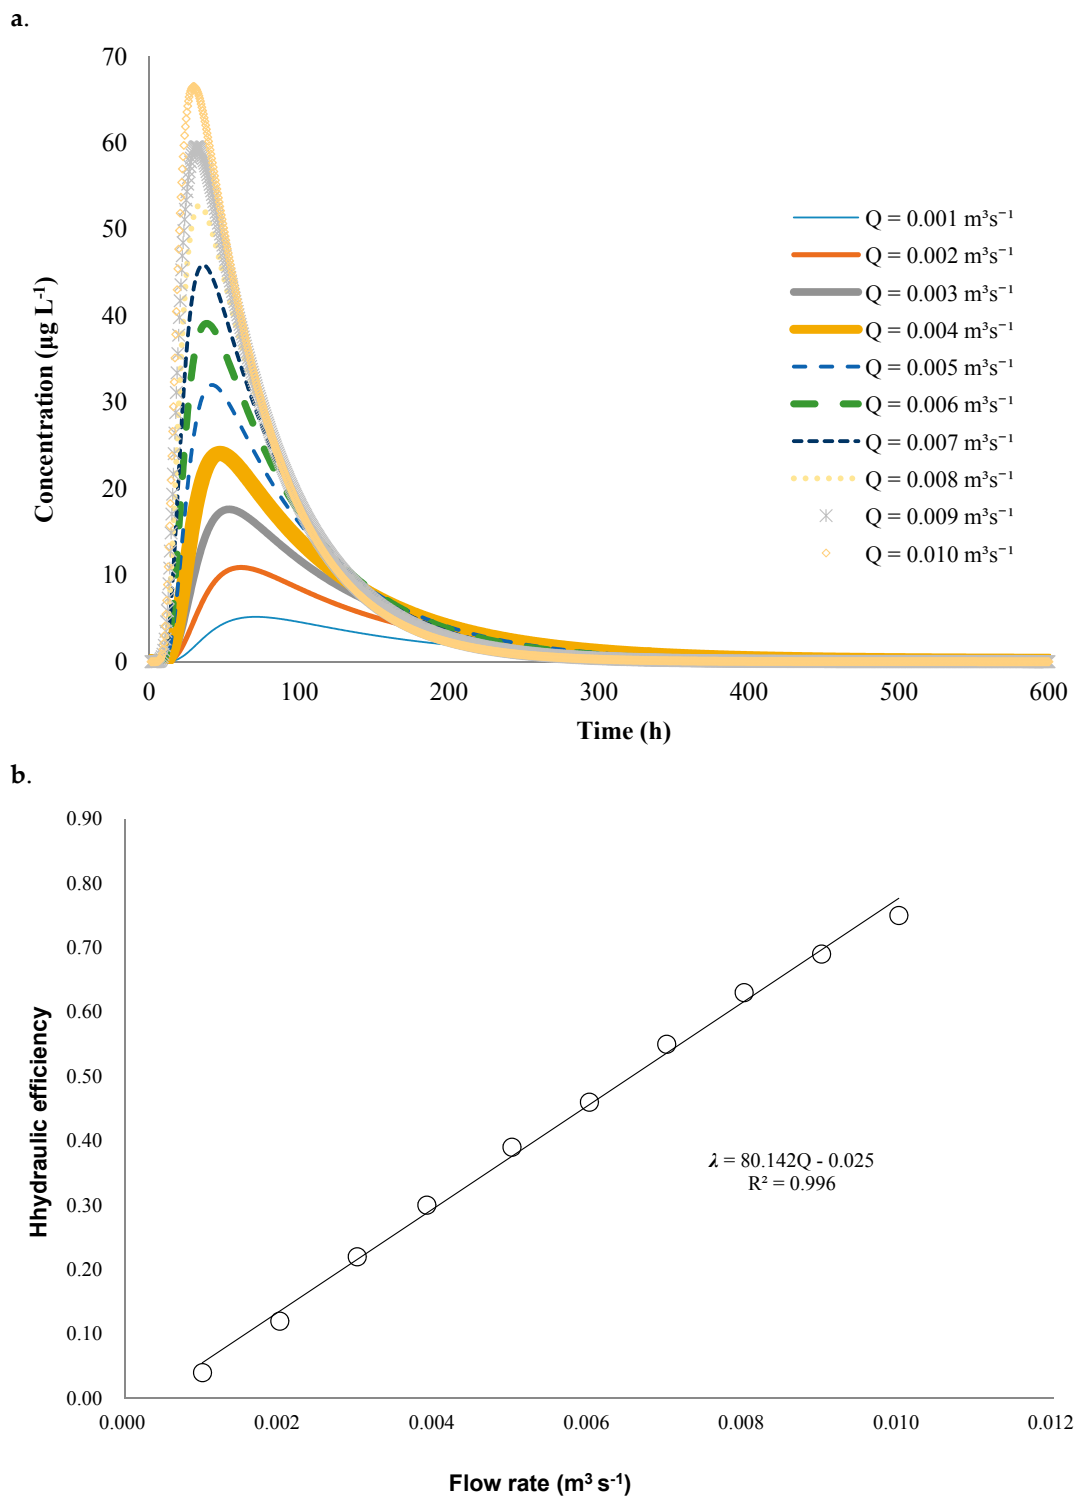 a.
70
60
50
40
30
20
10
0
Concentration (µg L⁻¹)
0 100 200 300 400 500 600
Time (h)
Q = 0.001 m³s⁻¹
Q = 0.002 m³s⁻¹
Q = 0.003 m³s⁻¹
Q = 0.004 m³s⁻¹
Q = 0.005 m³s⁻¹
Q = 0.006 m³s⁻¹
Q = 0.007 m³s⁻¹
Q = 0.008 m³s⁻¹
Q = 0.009 m³s⁻¹
Q = 0.010 m³s⁻¹
b.
0.90
0.80
0.70
0.60
0.50
0.40
0.30
0.20
0.10
0.00
Hhydraulic efficiency
λ = 80.142Q - 0.025
R² = 0.996
0.000 0.002 0.004 0.006 0.008 0.010 0.012
Flow rate (m³ s⁻¹)